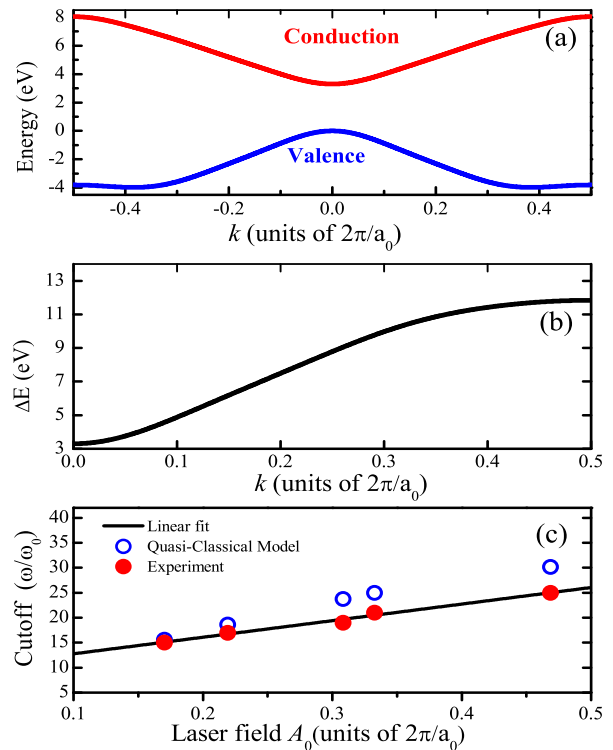 8
6
4
2
0
-2
-4
Energy (eV)
Conduction
Valence
(a)
-0.4 -0.2 0.0 0.2 0.4
k (units of 2π/a₀)
15
13
11
9
7
5
3
ΔE (eV)
(b)
0.0 0.1 0.2 0.3 0.4 0.5
k (units of 2π/a₀)
40
35
30
25
20
15
10
5
Cutoff (ω/ω₀)
Linear fit
Quasi-Classical Model
Experiment
(c)
0.1 0.2 0.3 0.4 0.5
Laser field A₀(units of 2π/a₀)